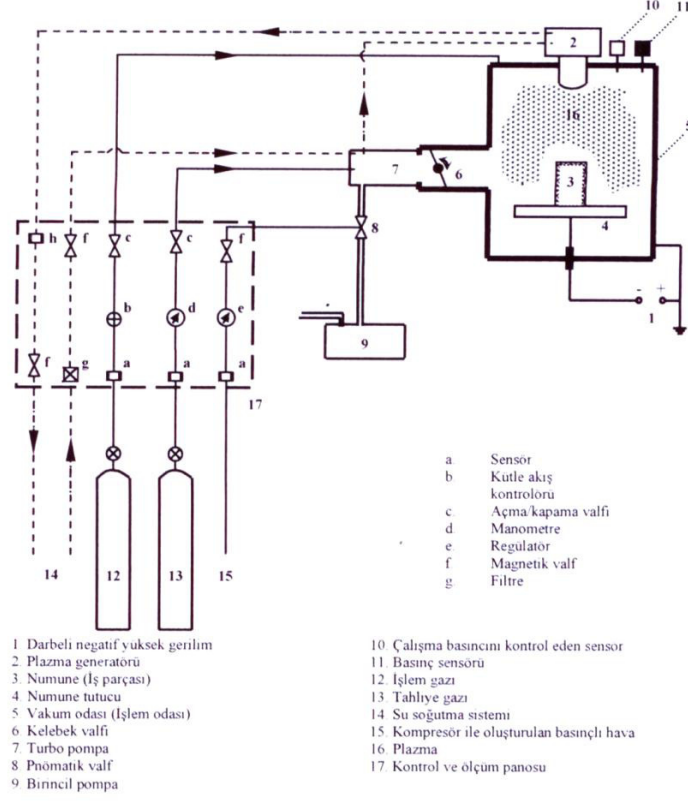 10 11
2
16
3
7 6
4
8
h f c c f
- +
1
b d e
9
f g a a a
17
a Sensör
b Kütle akış
kontrolörü
c. Açma/kapama valfi
d. Manometre
e. Regülatör
f. Magnetik valf
g. Filtre
14 12 13 15
1 Darbeli negatif yüksek gerilim
2. Plazma generatörü
3. Numune (İş parçası)
4. Numune tutucu
5 Vakum odası (İşlem odası)
6 Kelebek valfi
7. Turbo pompa
8 Pnömatik valf
9. Birincil pompa
10. Çalışma basıncını kontrol eden sensor
11. Basınç sensörü
12. İşlem gazı
13. Tahliye gazı
14. Su soğutma sistemi
15. Kompresör ile oluşturulan basınçlı hava
16. Plazma
17. Kontrol ve ölçüm panosu